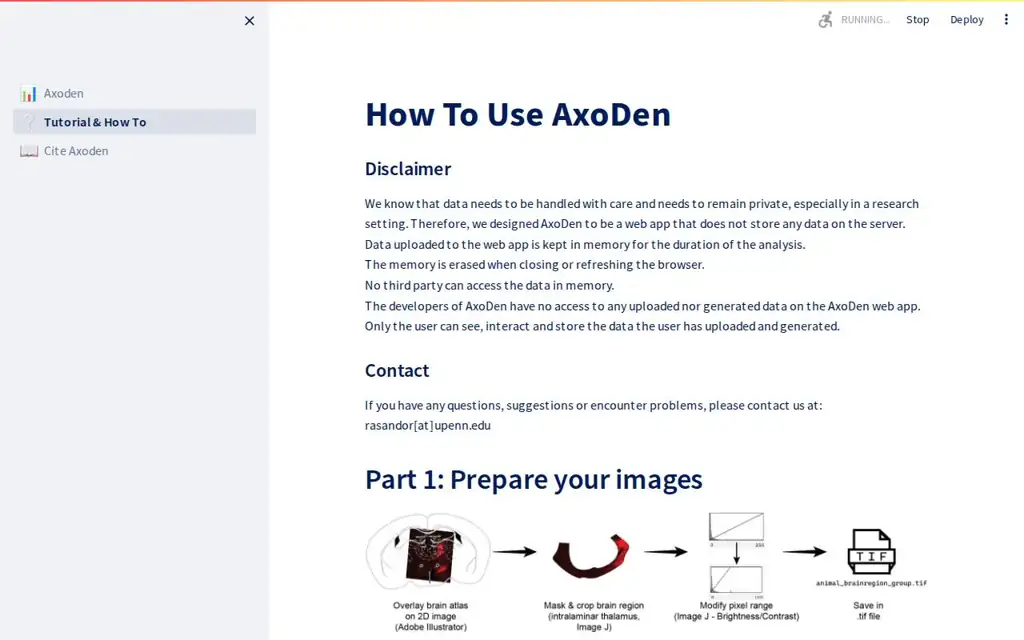 RUNNING...
Stop
Deploy
Axoden
Tutorial & How To
Cite Axoden
How To Use AxoDen
Disclaimer
We know that data needs to be handled with care and needs to remain private, especially in a research
setting. Therefore, we designed AxoDen to be a web app that does not store any data on the server.
Data uploaded to the web app is kept in memory for the duration of the analysis.
The memory is erased when closing or refreshing the browser.
No third party can access the data in memory.
The developers of AxoDen have no access to any uploaded nor generated data on the AxoDen web app.
Only the user can see, interact and store the data the user has uploaded and generated.
Contact
If you have any questions, suggestions or encounter problems, please contact us at:
rasandor[at]upenn.edu
Part 1: Prepare your images
TIF
animal_brainregion_group.tif
Overlay brain atlas
on 2D image
(Adobe Illustrator)
Mask & crop brain region
(intralaminar thalamus,
Image J)
Modify pixel range
(Image J - Brightness/Contrast)
Save in
.tif file